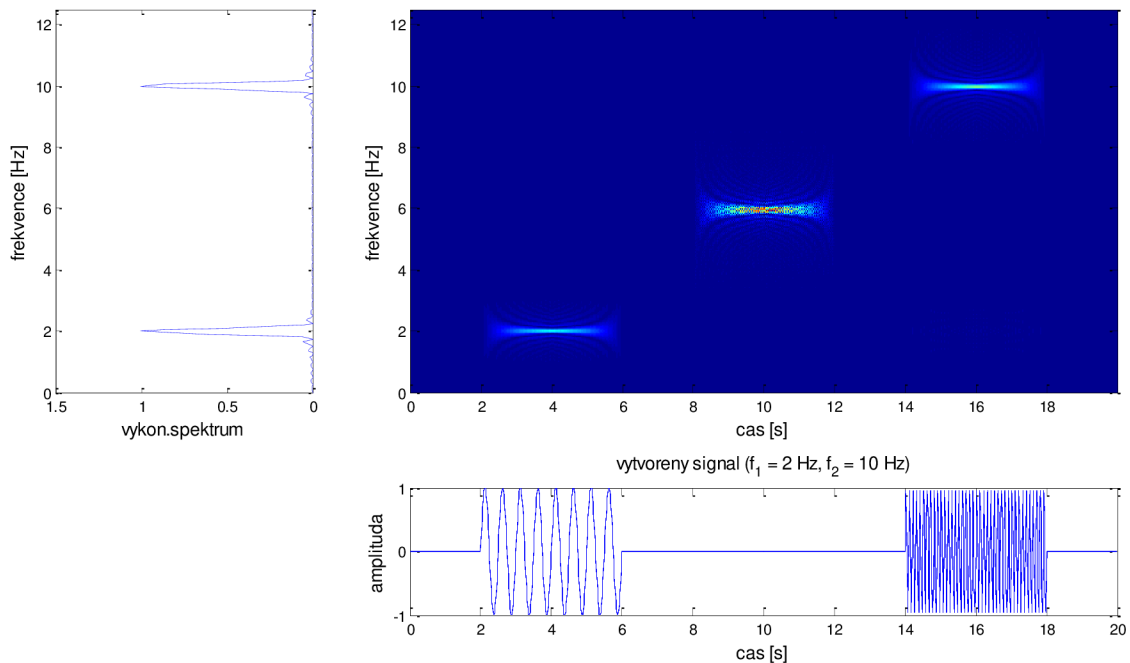 12
10
8
6
4
2
0
frekvence [Hz]
1.5 1 0.5 0
vykon.spektrum
12
10
8
6
4
2
0
frekvence [Hz]
0 2 4 6 8 10 12 14 16 18
cas [s]
vytvoreny signal (f1 = 2 Hz, f2 = 10 Hz)
1
0
-1
amplituda
0 2 4 6 8 10 12 14 16 18 20
cas [s]